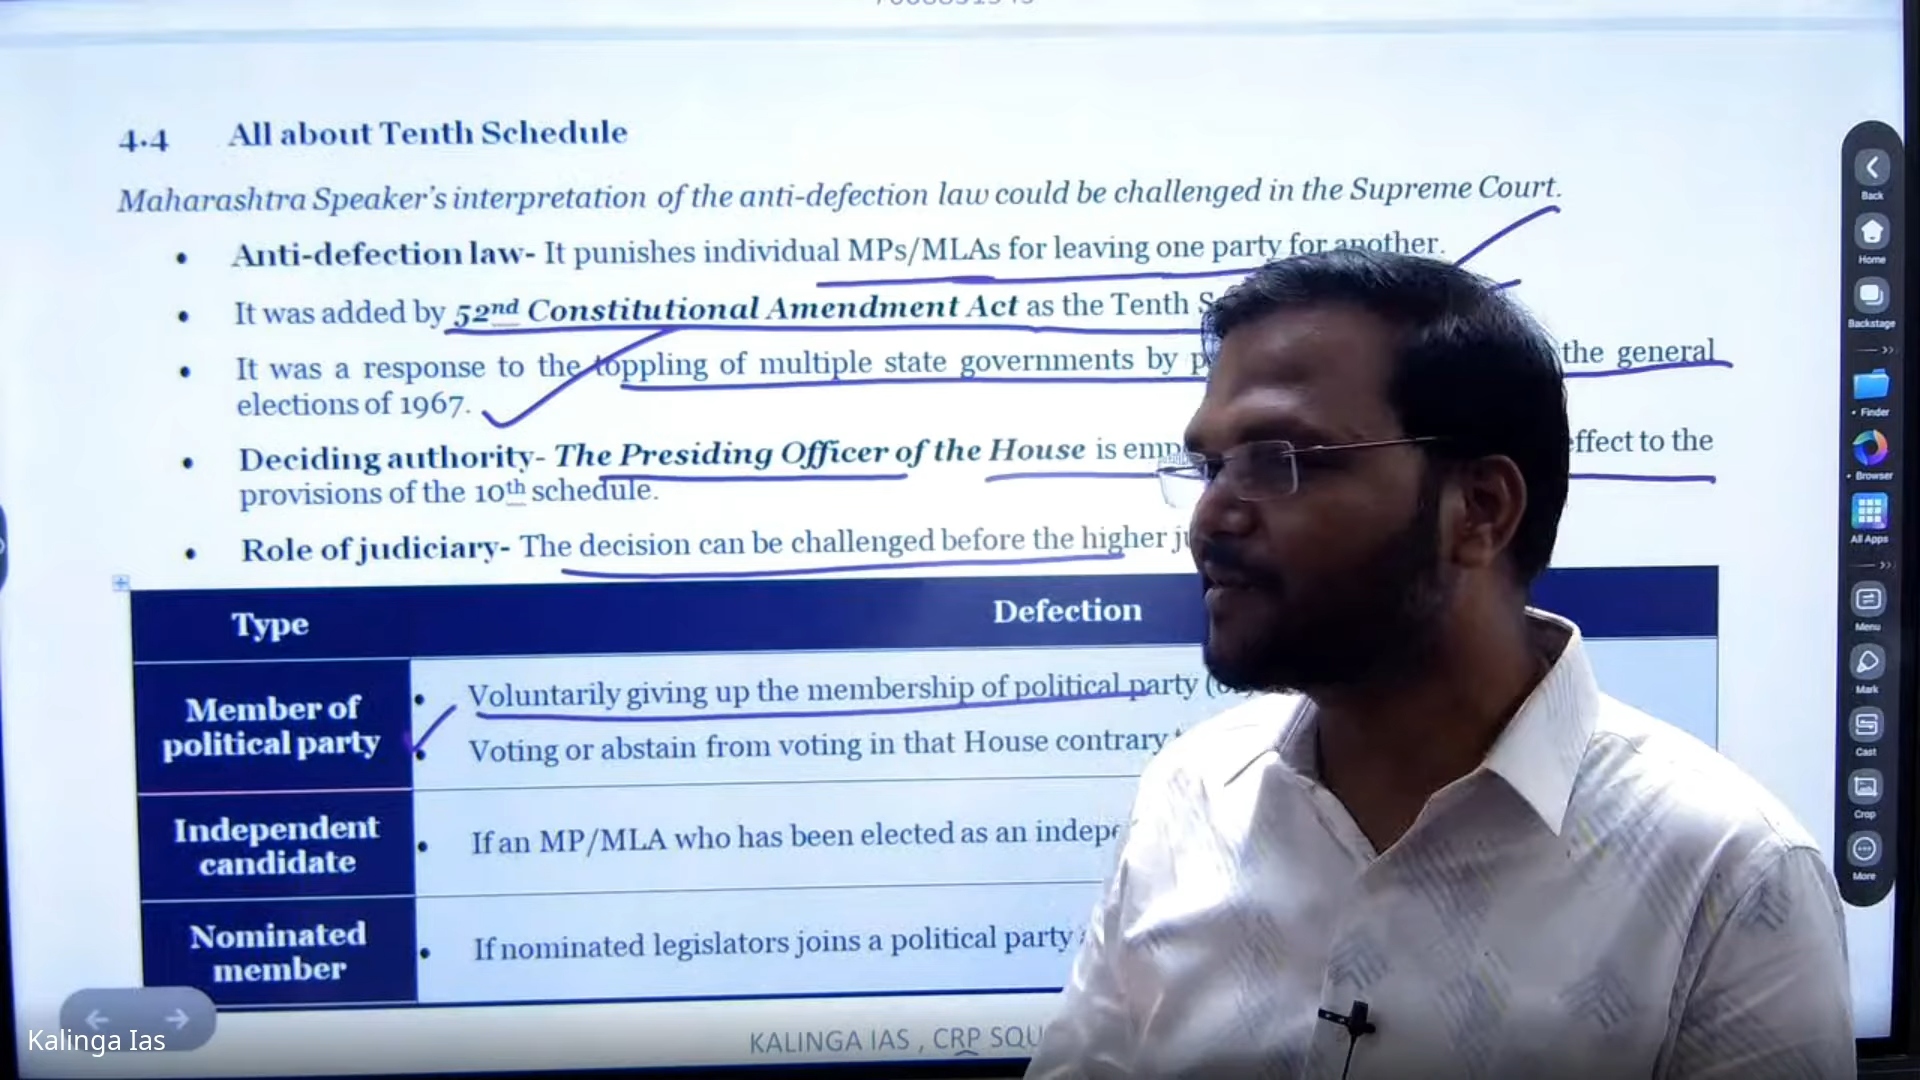 4.4 All about Tenth Schedule
Maharashtra Speaker's interpretation of the anti-defection law could be challenged in the Supreme Court.
• Anti-defection law- It punishes individual MPs/MLAs for leaving one party for another.
• It was added by 52nd Constitutional Amendment Act as the Tenth
• It was a response to the toppling of multiple state governments by the general
elections of 1967.
• Deciding authority- The Presiding Officer of the House is effect to the
provisions of the 10th schedule.
• Role of judiciary- The decision can be challenged before the higher
Type Defection
Member of
political party
• Voluntarily giving up the membership of political party
• Voting or abstain from voting in that House contrary
Independent
candidate
• If an MP/MLA who has been elected as an
Nominated
member
• If nominated legislators joins a political party
KALINGA IAS , CRP
Kalinga Ias
Back
Home
Backstage
• Finder
• Browser
All Apps
Menu
Mark
Cast
Crop
More